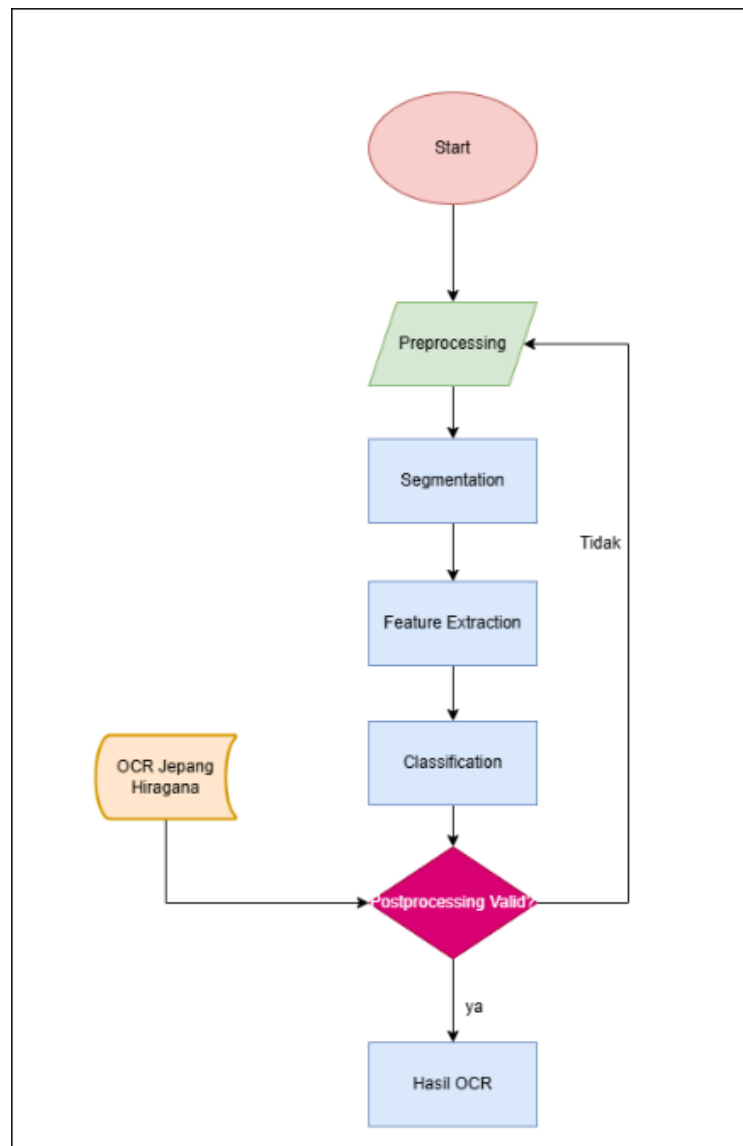 Start
Preprocessing
Segmentation
Tidak
Feature Extraction
Classification
OCR Jepang
Hiragana
Postprocessing Valid?
ya
Hasil OCR